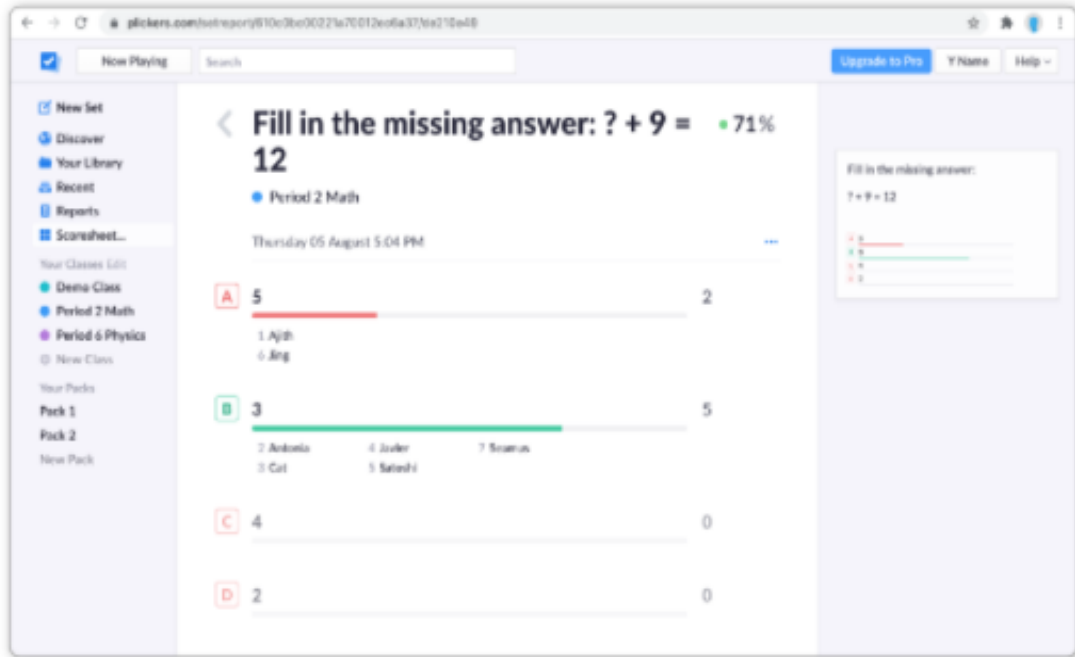 plickers.com/setreport/
Now Playing
Search
Upgrade to Pro
Y Name
Help
New Set
Discover
Your Library
Recent
Reports
Scoresheet...
Your Classes Edit
Demo Class
Period 2 Math
Period 6 Physics
New Class
Your Packs
Pack 1
Pack 2
New Pack
Fill in the missing answer: ? + 9 =
12
71%
Period 2 Math
Thursday 05 August 5:04 PM
A 5 2
1 Ajith
6 Jing
B 3 5
2 Antonia 4 Javier 7 Seamus
3 Cat 5 Satoshi
C 4 0
D 2 0
Fill in the missing answer:
? + 9 = 12